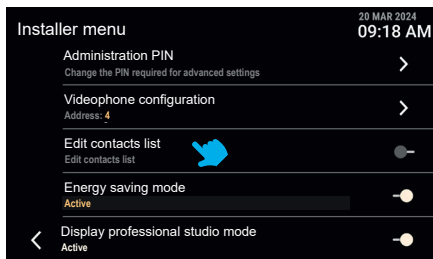 Installer menu
20 MAR 2024
09:18 AM
Administration PIN
Change the PIN required for advanced settings
Videophone configuration
Address: 4
Edit contacts list
Edit contacts list
Energy saving mode
Active
Display professional studio mode
Active